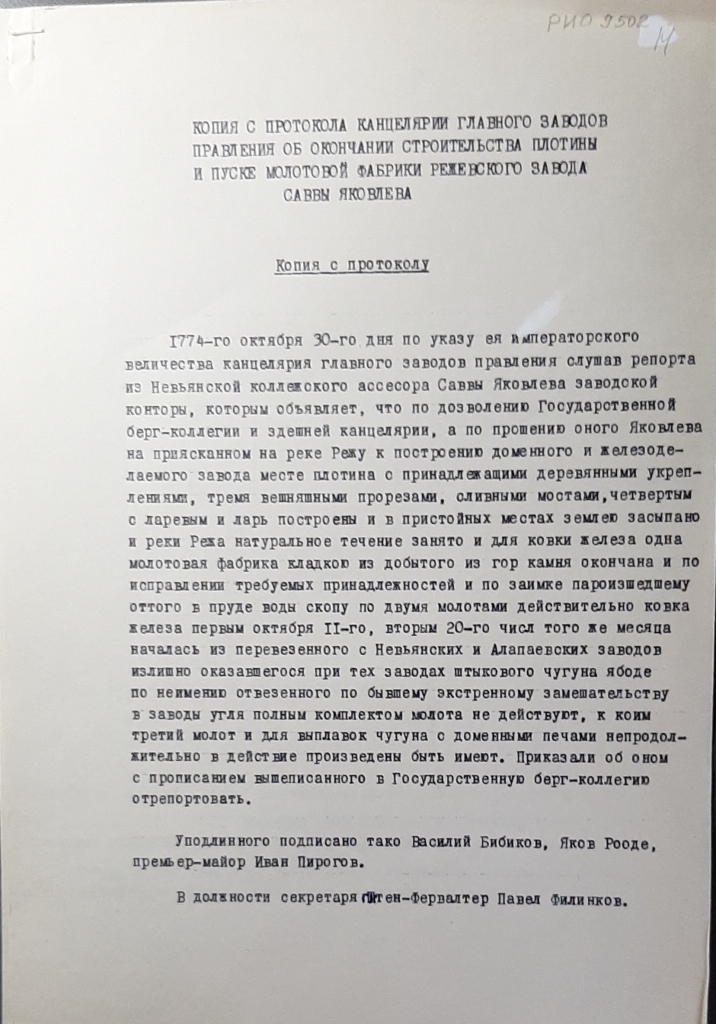 РИО 9502
14
КОПИЯ С ПРОТОКОЛА КАНЦЕЛЯРИИ ГЛАВНОГО ЗАВОДОВ
ПРАВЛЕНИЯ ОБ ОКОНЧАНИИ СТРОИТЕЛЬСТВА ПЛОТИНЫ
И ПУСКЕ МОЛОТОВОЙ ФАБРИКИ РЕЖЕВСКОГО ЗАВОДА
САВВЫ ЯКОВЛЕВА
Копия с протоколу
1774-го октября 30-го дня по указу ея императорского
величества канцелярия главного заводов правления слушав репорта
из Невьянской коллежского ассесора Саввы Яковлева заводской
конторы, которым объявляет, что по дозволению Государственной
берг-коллегии и здешней канцелярии, а по прошению оного Яковлева
на приясканном на реке Режу к построению доменного и железоде-
лаемого завода месте плотина с принадлежащими деревянными укреп-
лениями, тремя вешняшными прорезами, сливными мостами,четвертым
с ларевым и ларь построены и в пристойных местах землею засыпано
и реки Режа натуральное течение занято и для ковки железа одна
молотовая фабрика кладкою из добытого из гор камня окончана и по
исправлении требуемых принадлежностей и по заимке пароизшедшему
оттого в пруде воды скопу по двумя молотами действительно ковка
железа первым октября II-го, вторым 20-го числ того же месяца
началась из перевезенного с Невьянских и Алапаевских заводов
излишно оказавшегося при тех заводах штыкового чугуна ябоде
по неимению отвезенного по бывшему экстренному замешательству
в заводы угля полным комплектом молота не действуют, к коим
третий молот и для выплавок чугуна с доменными печами непродол-
жительно в действие произведены быть имеют. Приказали об оном
с прописанием вышеписанного в Государственную берг-коллегию
отрепортовать.
Уподлинного подписано тако Василий Бибиков, Яков Рооде,
премьер-майор Иван Пирогов.
В должности секретаря гитен-Фервалтер Павел Филинков.